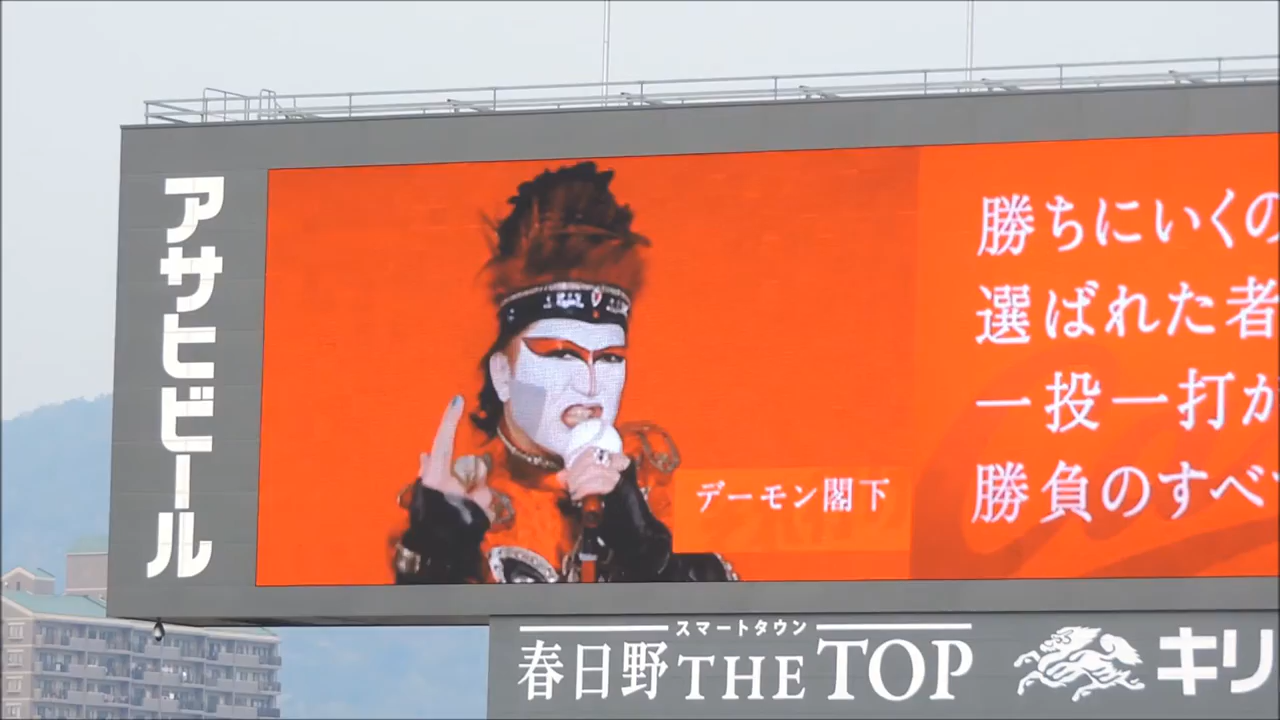 アサヒビール
勝ちにいくの
選ばれた者
一投一打が
勝負のすべ
デーモン閣下
スマートタウン
春日野 THE TOP
キリ